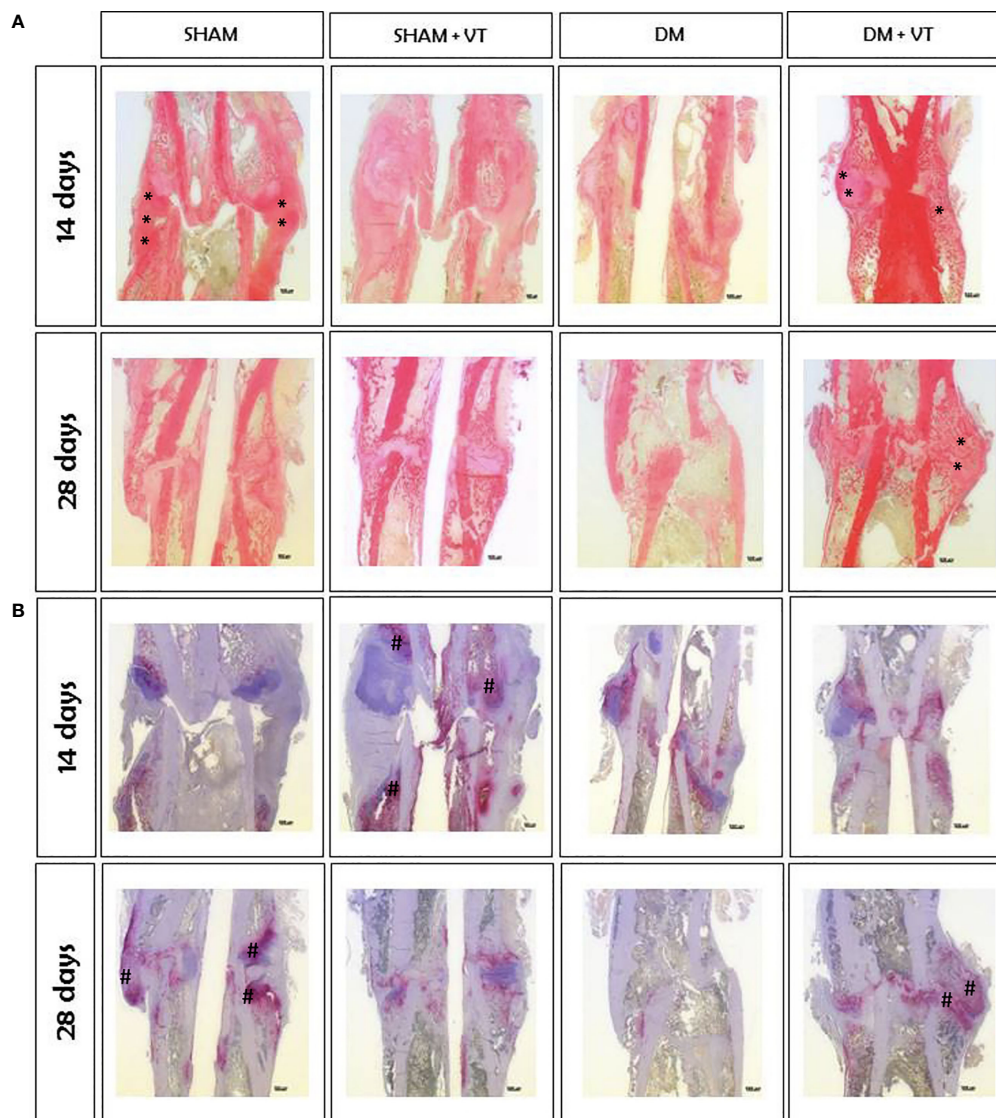 A
SHAM
SHAM + VT
DM
DM + VT
14 days
* * * * *
* * *
28 days
* *
B
14 days
# # #
28 days
# # #
# #